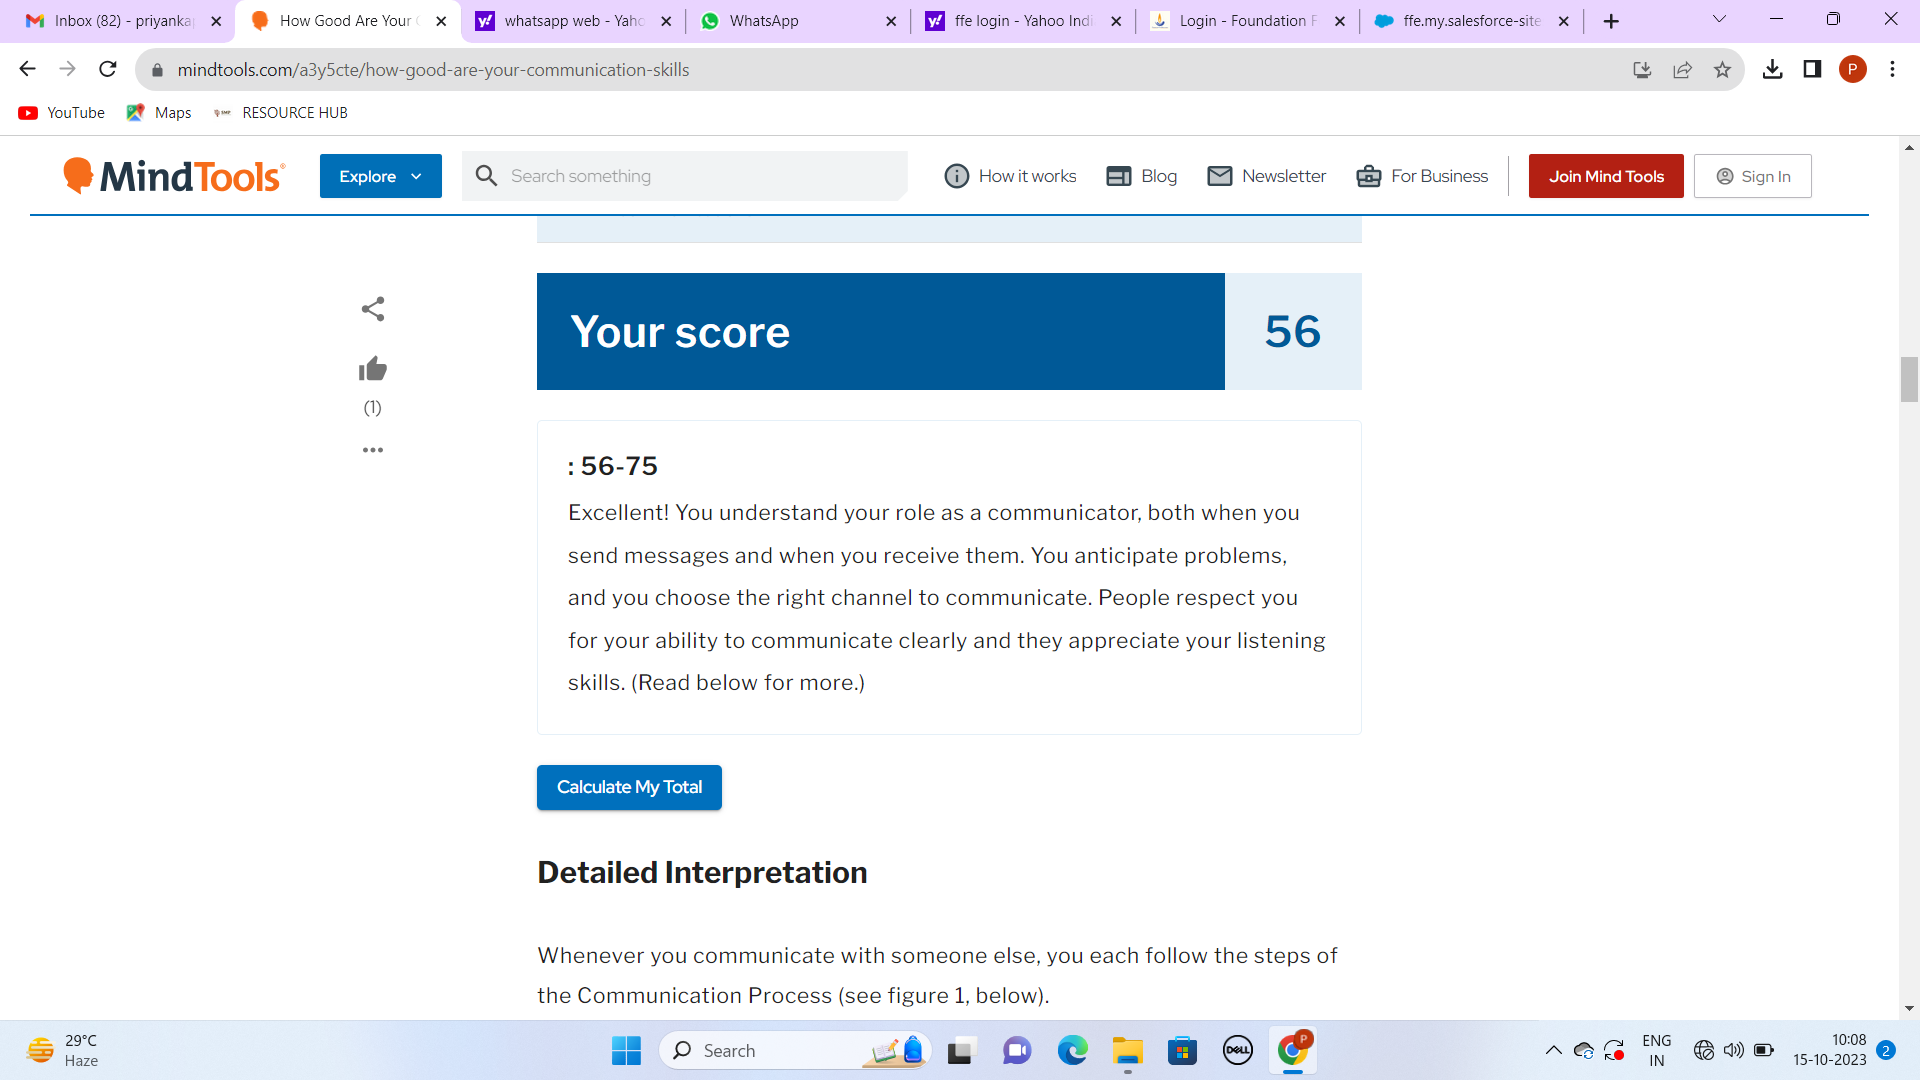 Inbox (82) - priyanka
How Good Are Your
whatsapp web - Yaho
WhatsApp
ffe login - Yahoo Indi
Login - Foundation F
ffe.my.salesforce-site
mindtools.com/a3y5cte/how-good-are-your-communication-skills
P
YouTube
Maps
RESOURCE HUB
MindTools
Explore
Search something
How it works
Blog
Newsletter
For Business
Join Mind Tools
Sign In
Your score
56
(1)
: 56-75
Excellent! You understand your role as a communicator, both when you
send messages and when you receive them. You anticipate problems,
and you choose the right channel to communicate. People respect you
for your ability to communicate clearly and they appreciate your listening
skills. (Read below for more.)
Calculate My Total
Detailed Interpretation
Whenever you communicate with someone else, you each follow the steps of
the Communication Process (see figure 1, below).
29°C
Haze
Search
DELL
P
ENG
IN
10:08
15-10-2023
2